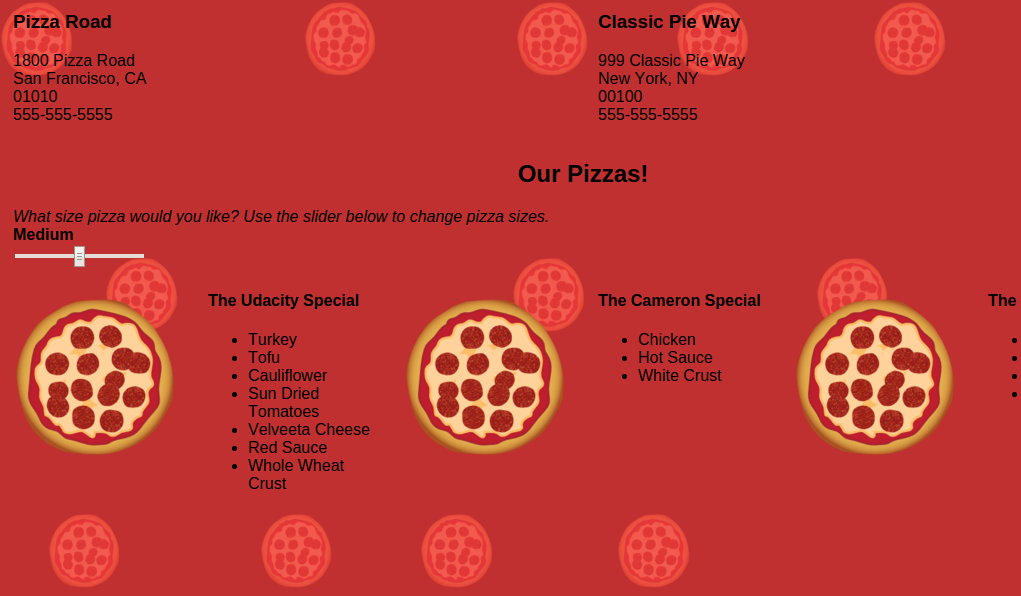 Pizza Road
1800 Pizza Road
San Francisco, CA
01010
555-555-5555
Classic Pie Way
999 Classic Pie Way
New York, NY
00100
555-555-5555
Our Pizzas!
What size pizza would you like? Use the slider below to change pizza sizes.
Medium
The Udacity Special
Turkey
Tofu
Cauliflower
Sun Dried
Tomatoes
Velveeta Cheese
Red Sauce
Whole Wheat
Crust
The Cameron Special
Chicken
Hot Sauce
White Crust
The